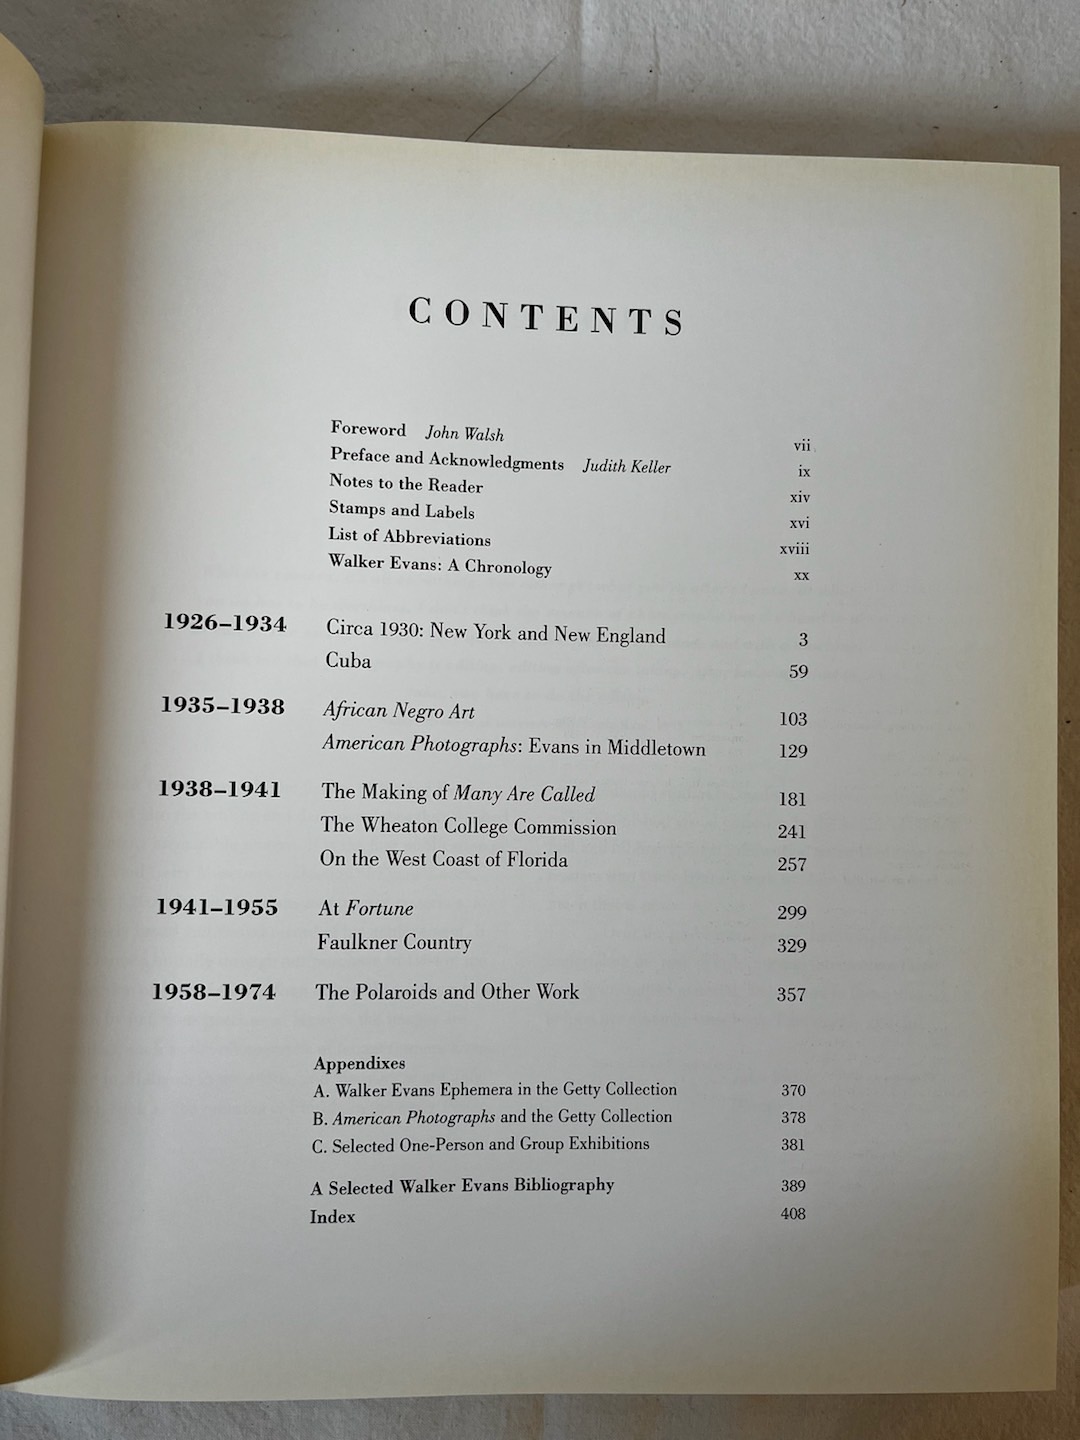 CONTENTS
Foreword John Walsh vii
Preface and Acknowledgments Judith Keller ix
Notes to the Reader xiv
Stamps and Labels xvi
List of Abbreviations xviii
Walker Evans: A Chronology xx
1926–1934 Circa 1930: New York and New England 3
Cuba 59
1935–1938 African Negro Art 103
American Photographs: Evans in Middletown 129
1938–1941 The Making of Many Are Called 181
The Wheaton College Commission 241
On the West Coast of Florida 257
1941–1955 At Fortune 299
Faulkner Country 329
1958–1974 The Polaroids and Other Work 357
Appendixes
A. Walker Evans Ephemera in the Getty Collection 370
B. American Photographs and the Getty Collection 378
C. Selected One-Person and Group Exhibitions 381
A Selected Walker Evans Bibliography 389
Index 408